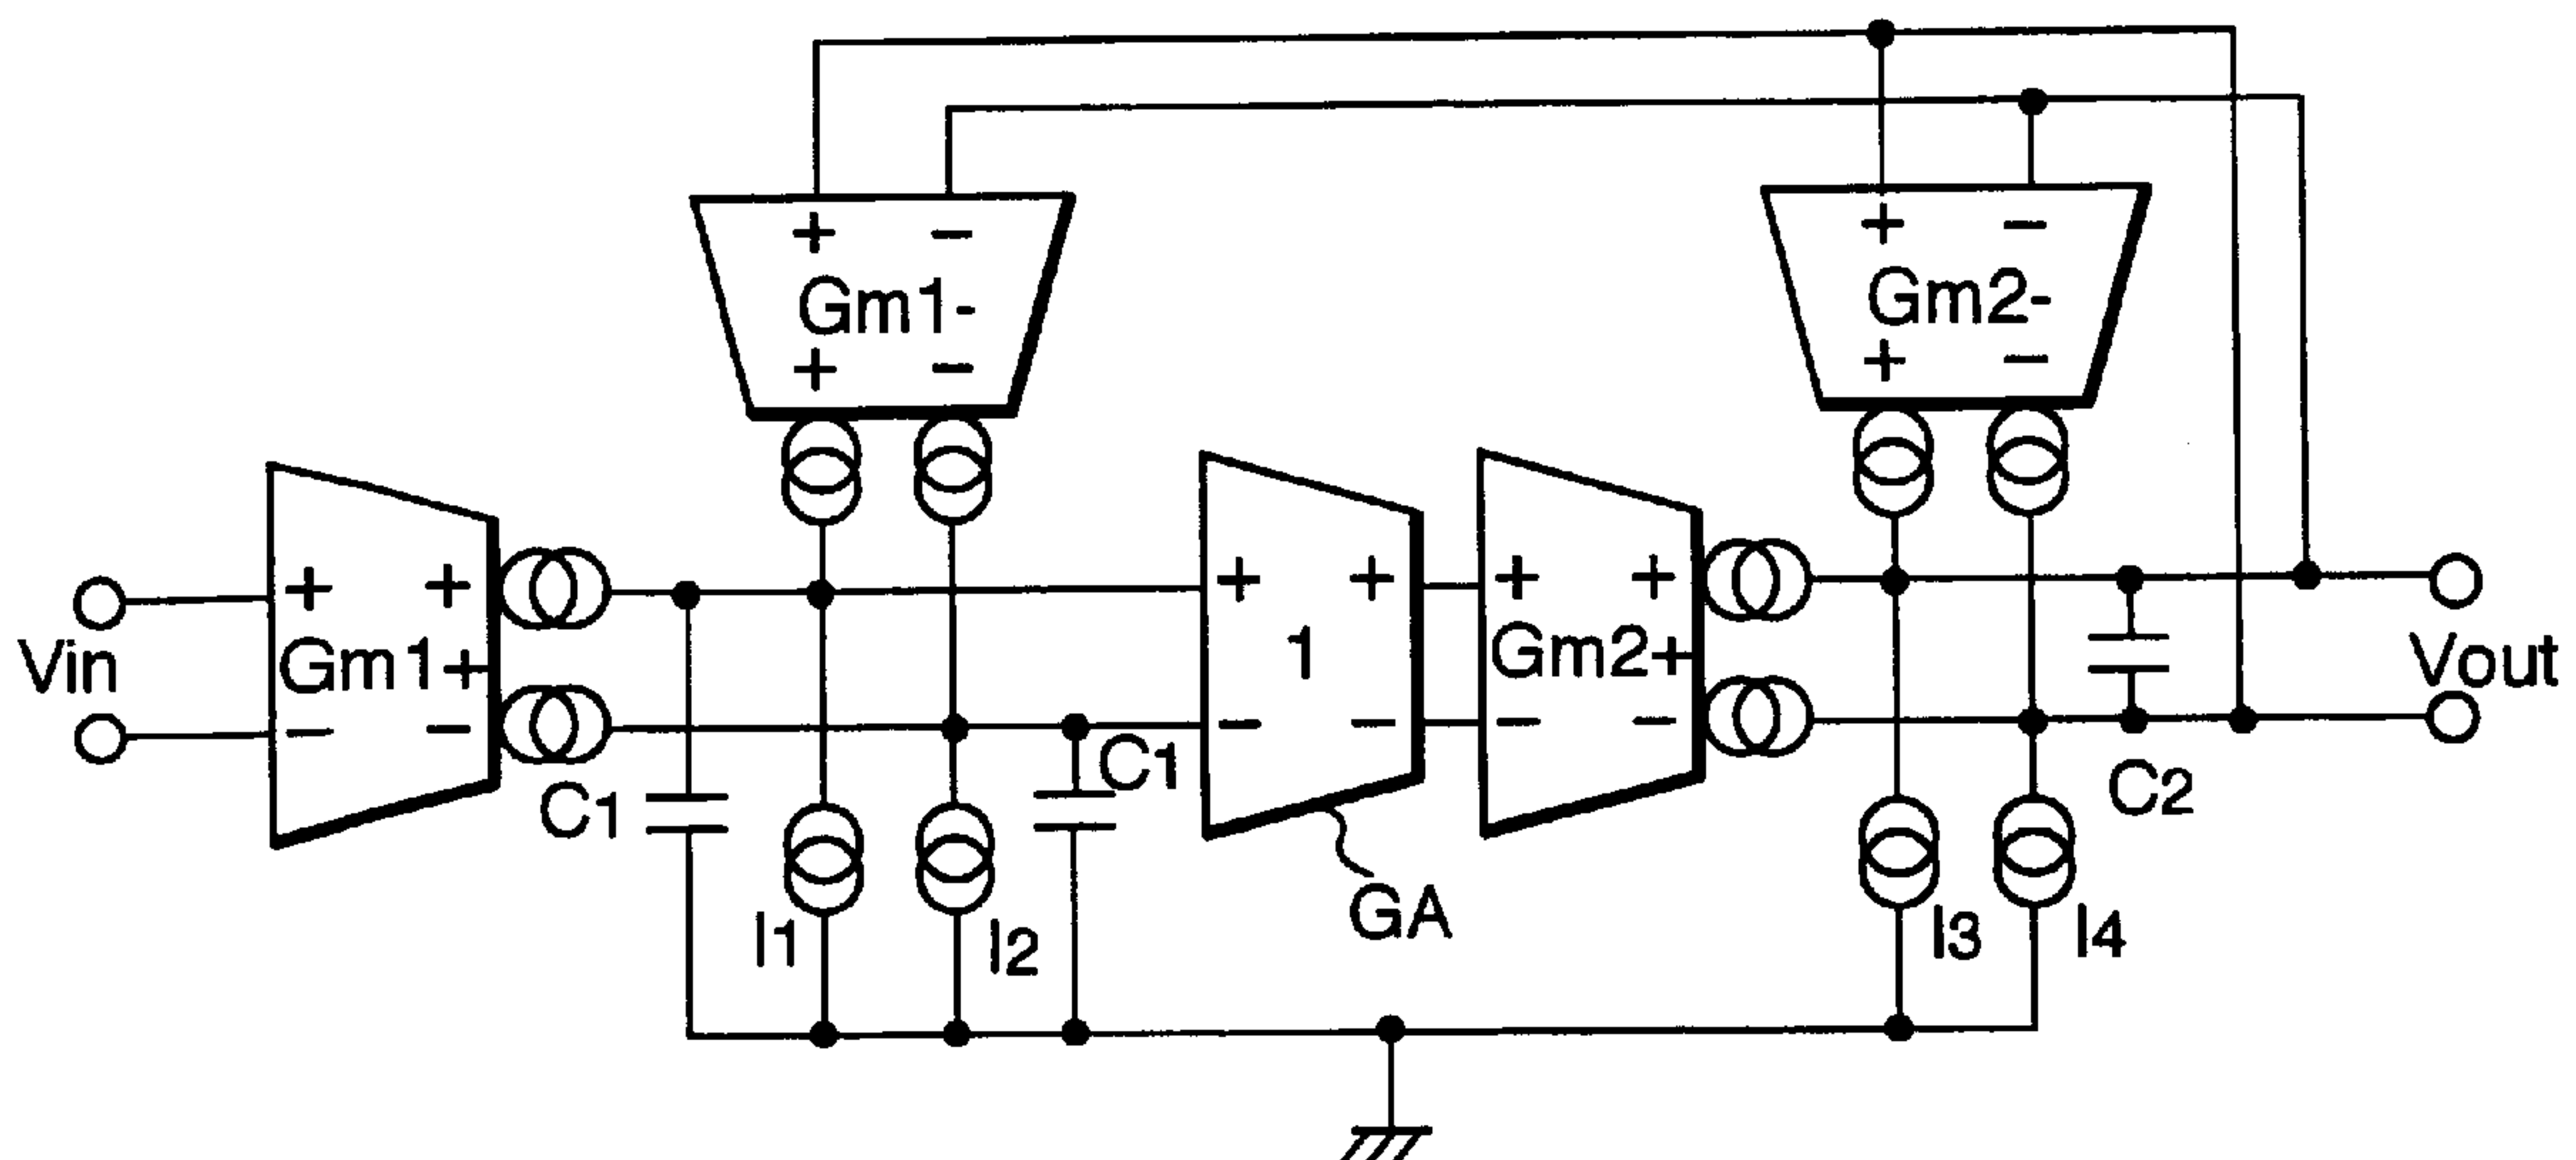 + −
Gm1-
+ −
+ −
Gm2-
+ −
Vin
+ +
Gm1+
− −
C1
I1
I2
C1
+ +
1
− −
GA
+ +
Gm2+
− −
I3
I4
C2
Vout